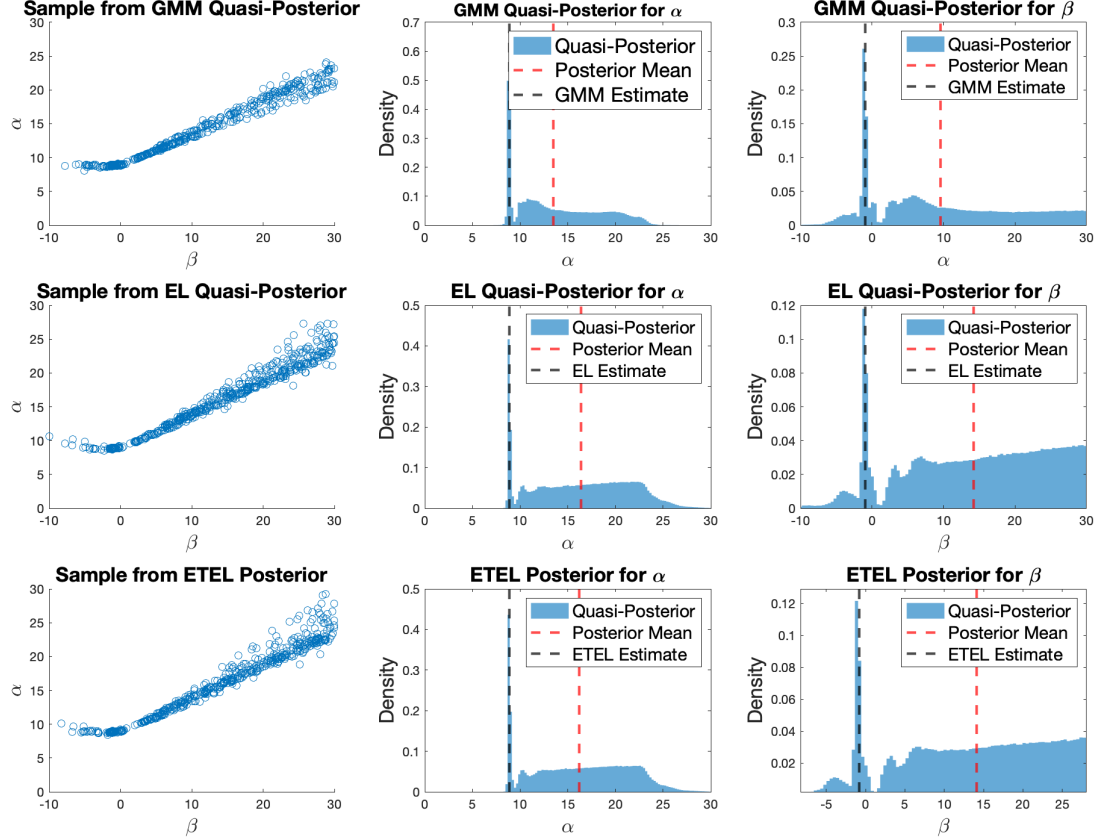 Sample from GMM Quasi-Posterior
30
25
20
15
10
5
0
-10
0
10
20
30
α
β
GMM Quasi-Posterior for α
0.7
0.6
0.5
0.4
0.3
0.2
0.1
0
0
5
10
15
20
25
30
Density
α
Quasi-Posterior
Posterior Mean
GMM Estimate
GMM Quasi-Posterior for β
0.3
0.25
0.2
0.15
0.1
0.05
0
-10
0
10
20
30
Density
α
Quasi-Posterior
Posterior Mean
GMM Estimate
Sample from EL Quasi-Posterior
30
25
20
15
10
5
0
-10
0
10
20
30
α
β
EL Quasi-Posterior for α
0.5
0.4
0.3
0.2
0.1
0
0
5
10
15
20
25
30
Density
α
Quasi-Posterior
Posterior Mean
EL Estimate
EL Quasi-Posterior for β
0.12
0.1
0.08
0.06
0.04
0.02
0
-10
0
10
20
30
Density
β
Quasi-Posterior
Posterior Mean
EL Estimate
Sample from ETEL Posterior
30
25
20
15
10
5
0
-10
0
10
20
30
α
β
ETEL Posterior for α
0.5
0.4
0.3
0.2
0.1
0
0
5
10
15
20
25
30
Density
α
Quasi-Posterior
Posterior Mean
ETEL Estimate
ETEL Posterior for β
0.12
0.1
0.08
0.06
0.04
0.02
-5
0
5
10
15
20
25
Density
β
Quasi-Posterior
Posterior Mean
ETEL Estimate